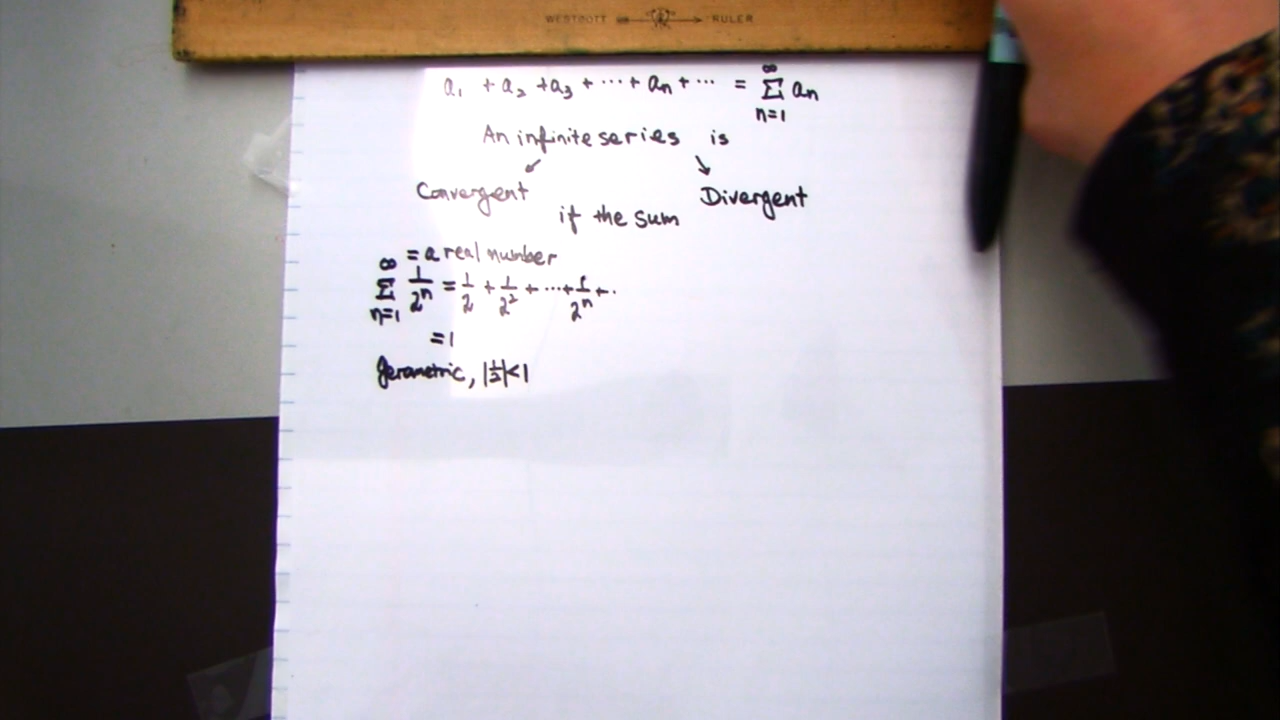 WESTCOTT RULER
a₁ + a₂ + a₃ + ⋯ + aₙ + ⋯ = ∞ Σ n=1 aₙ
An infinite series is
↙ ↘
Convergent Divergent
if the sum
= a real number
∞ Σ n=1 1/2ⁿ = 1/2 + 1/2² + ⋯ + 1/2ⁿ + ⋯
= 1
Geometric, |1/2| < 1